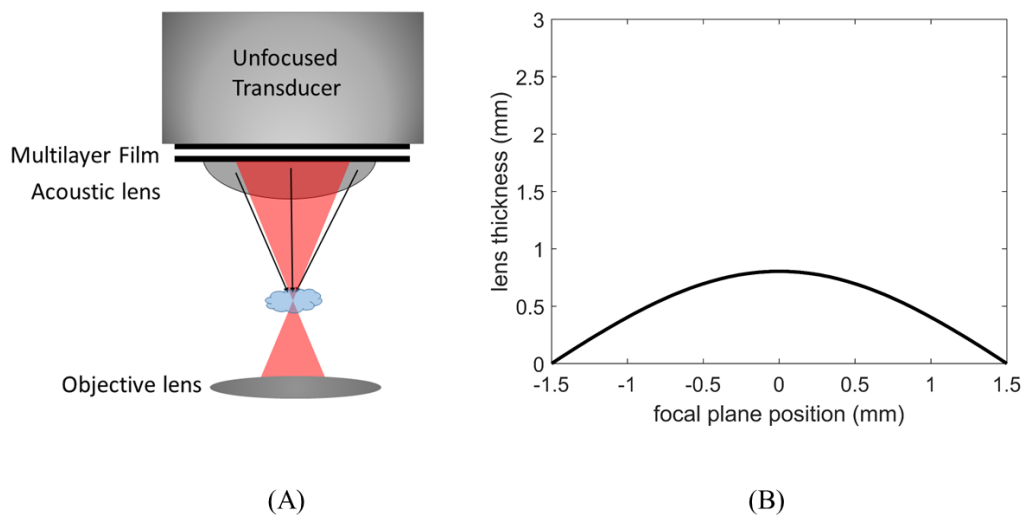 Unfocused
Transducer
Multilayer Film
Acoustic lens
Objective lens
(A)
lens thickness (mm)
3
2.5
2
1.5
1
0.5
0
-1.5 -1 -0.5 0 0.5 1 1.5
focal plane position (mm)
(B)